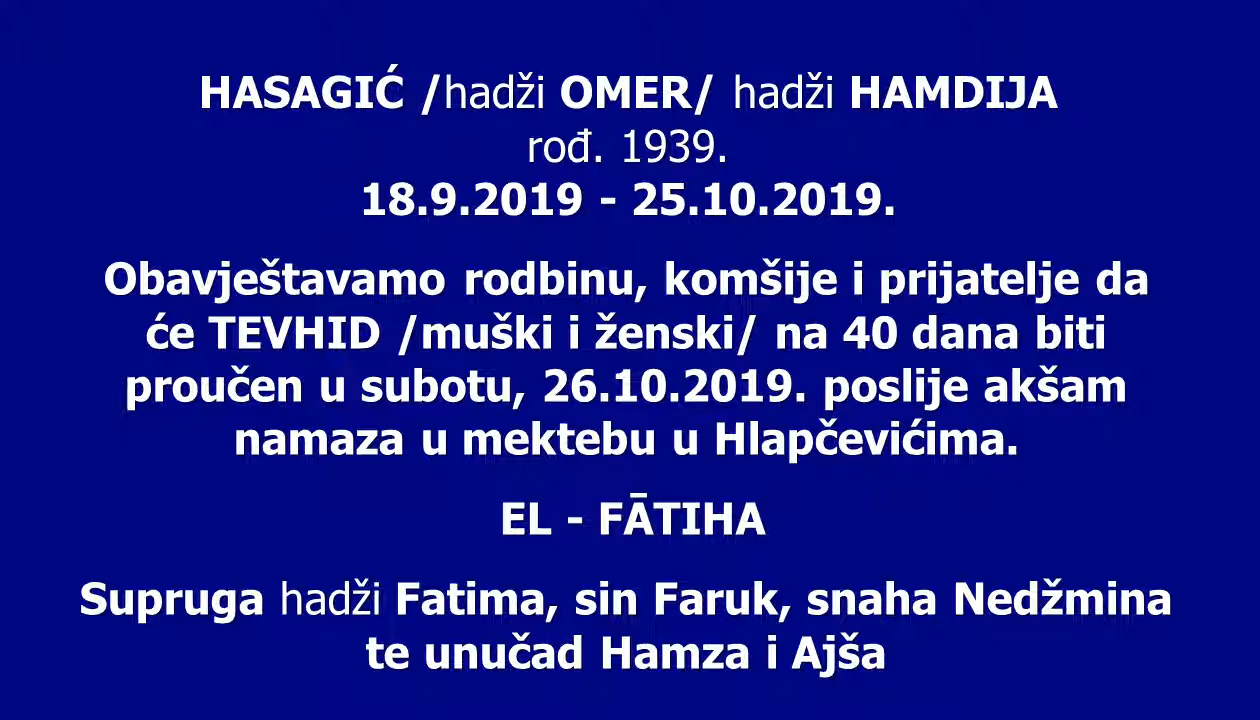 HASAGIĆ /hadži OMER/ hadži HAMDIJA
rođ. 1939.
18.9.2019 - 25.10.2019.
Obavještavamo rodbinu, komšije i prijatelje da
će TEVHID /muški i ženski/ na 40 dana biti
proučen u subotu, 26.10.2019. poslije akšam
namaza u mektebu u Hlapčevićima.
EL - FĀTIHA
Supruga hadži Fatima, sin Faruk, snaha Nedžmina
te unučad Hamza i Ajša